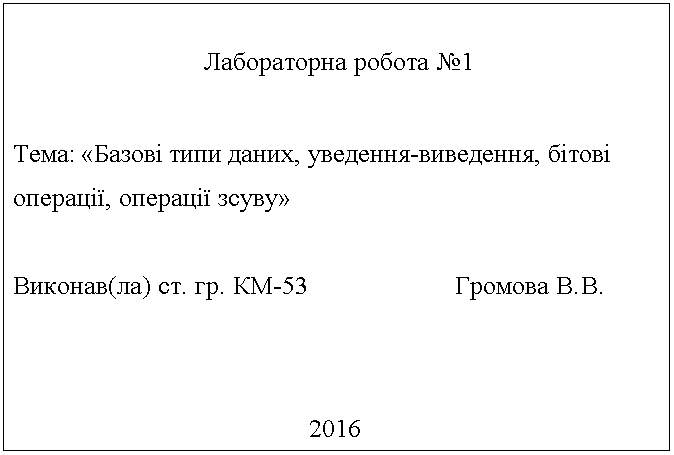 Лабораторна робота №1
Тема: «Базові типи даних, уведення-виведення, бітові
операції, операції зсуву»
Виконав(ла) ст. гр. КМ-53 Громова В.В.
2016